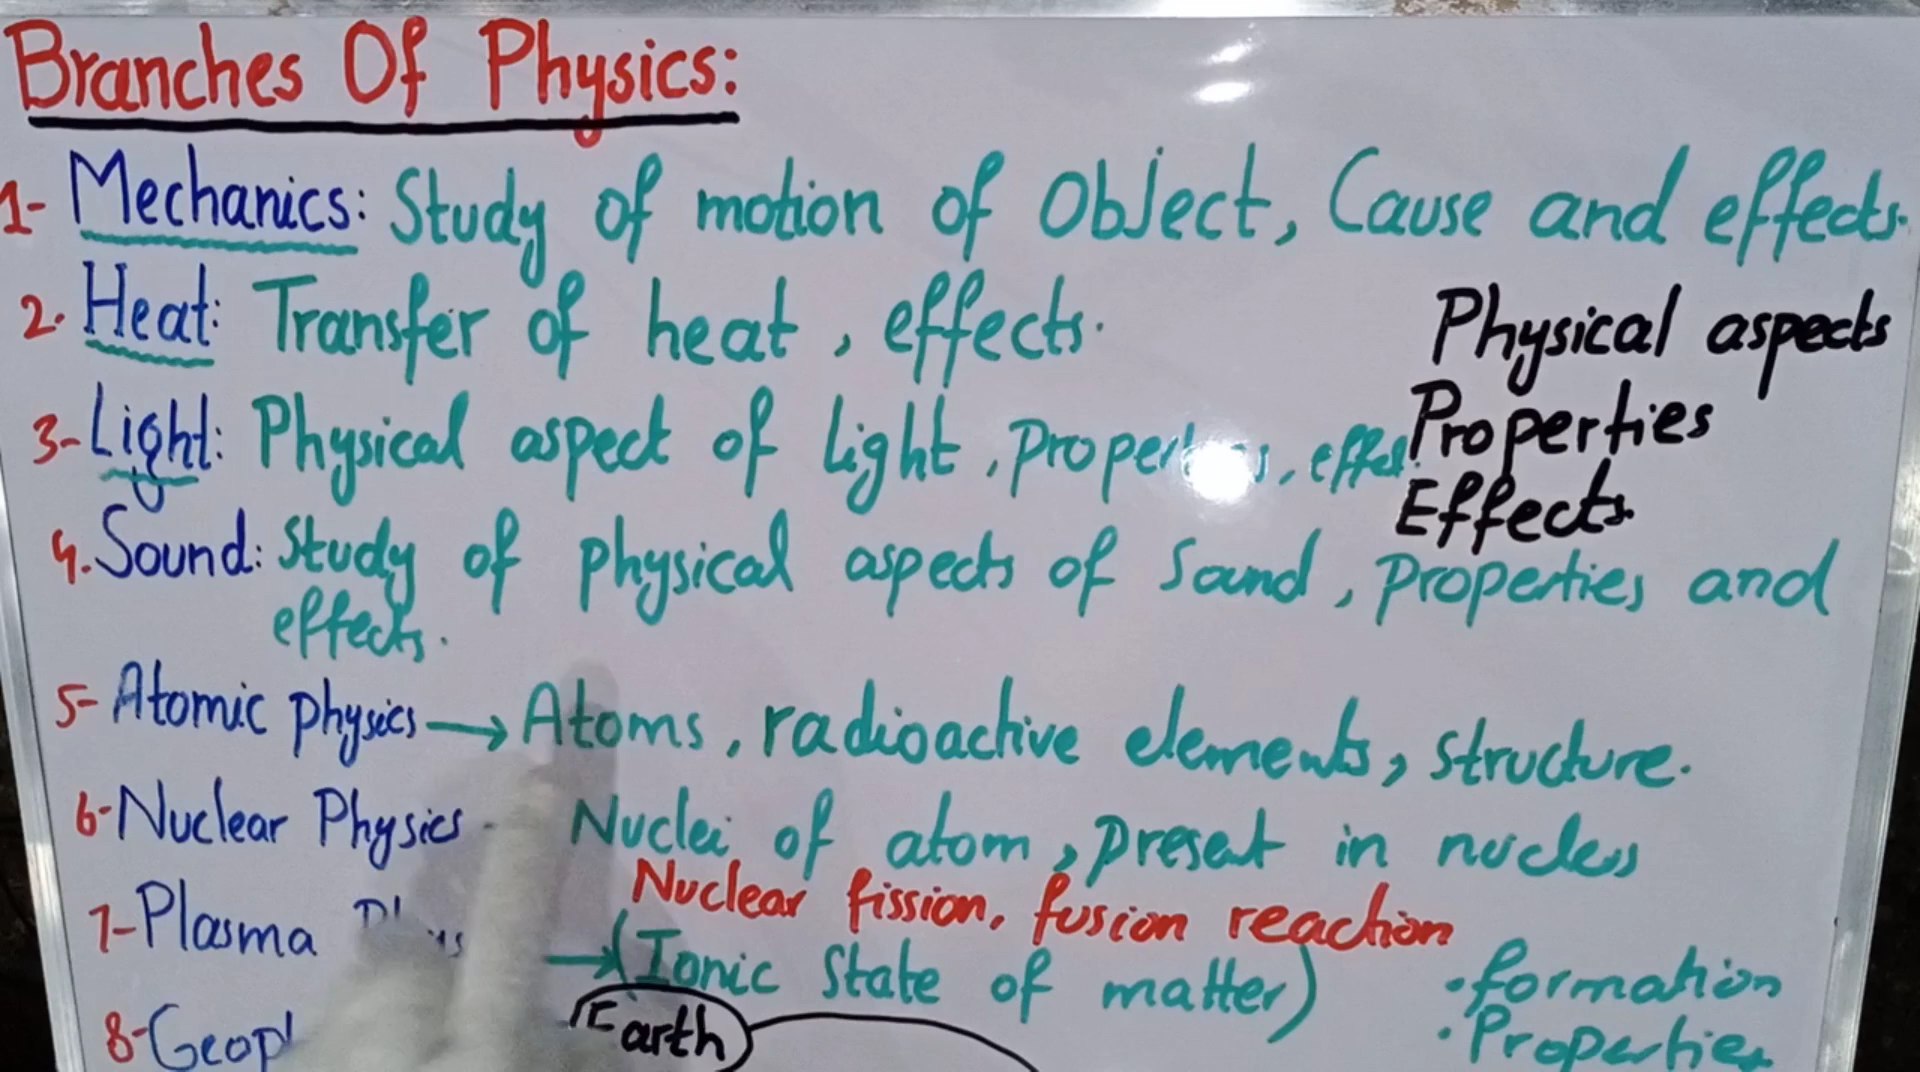 Branches Of Physics:
1- Mechanics: Study of motion of Object, Cause and effects.
2. Heat: Transfer of heat, effects.
Physical aspects
3- Light: Physical aspect of light, Properties, effec.
Properties
Effects.
4. Sound: Study of physical aspects of Sound, properties and
effects.
5- Atomic physics → Atoms, radioactive elements, structure.
6- Nuclear Physics - Nuclei of atom, present in nucleus
Nuclear fission, fusion reaction
7- Plasma → (Ionic State of matter)
• formation
• Properties
8- Geoph
Earth